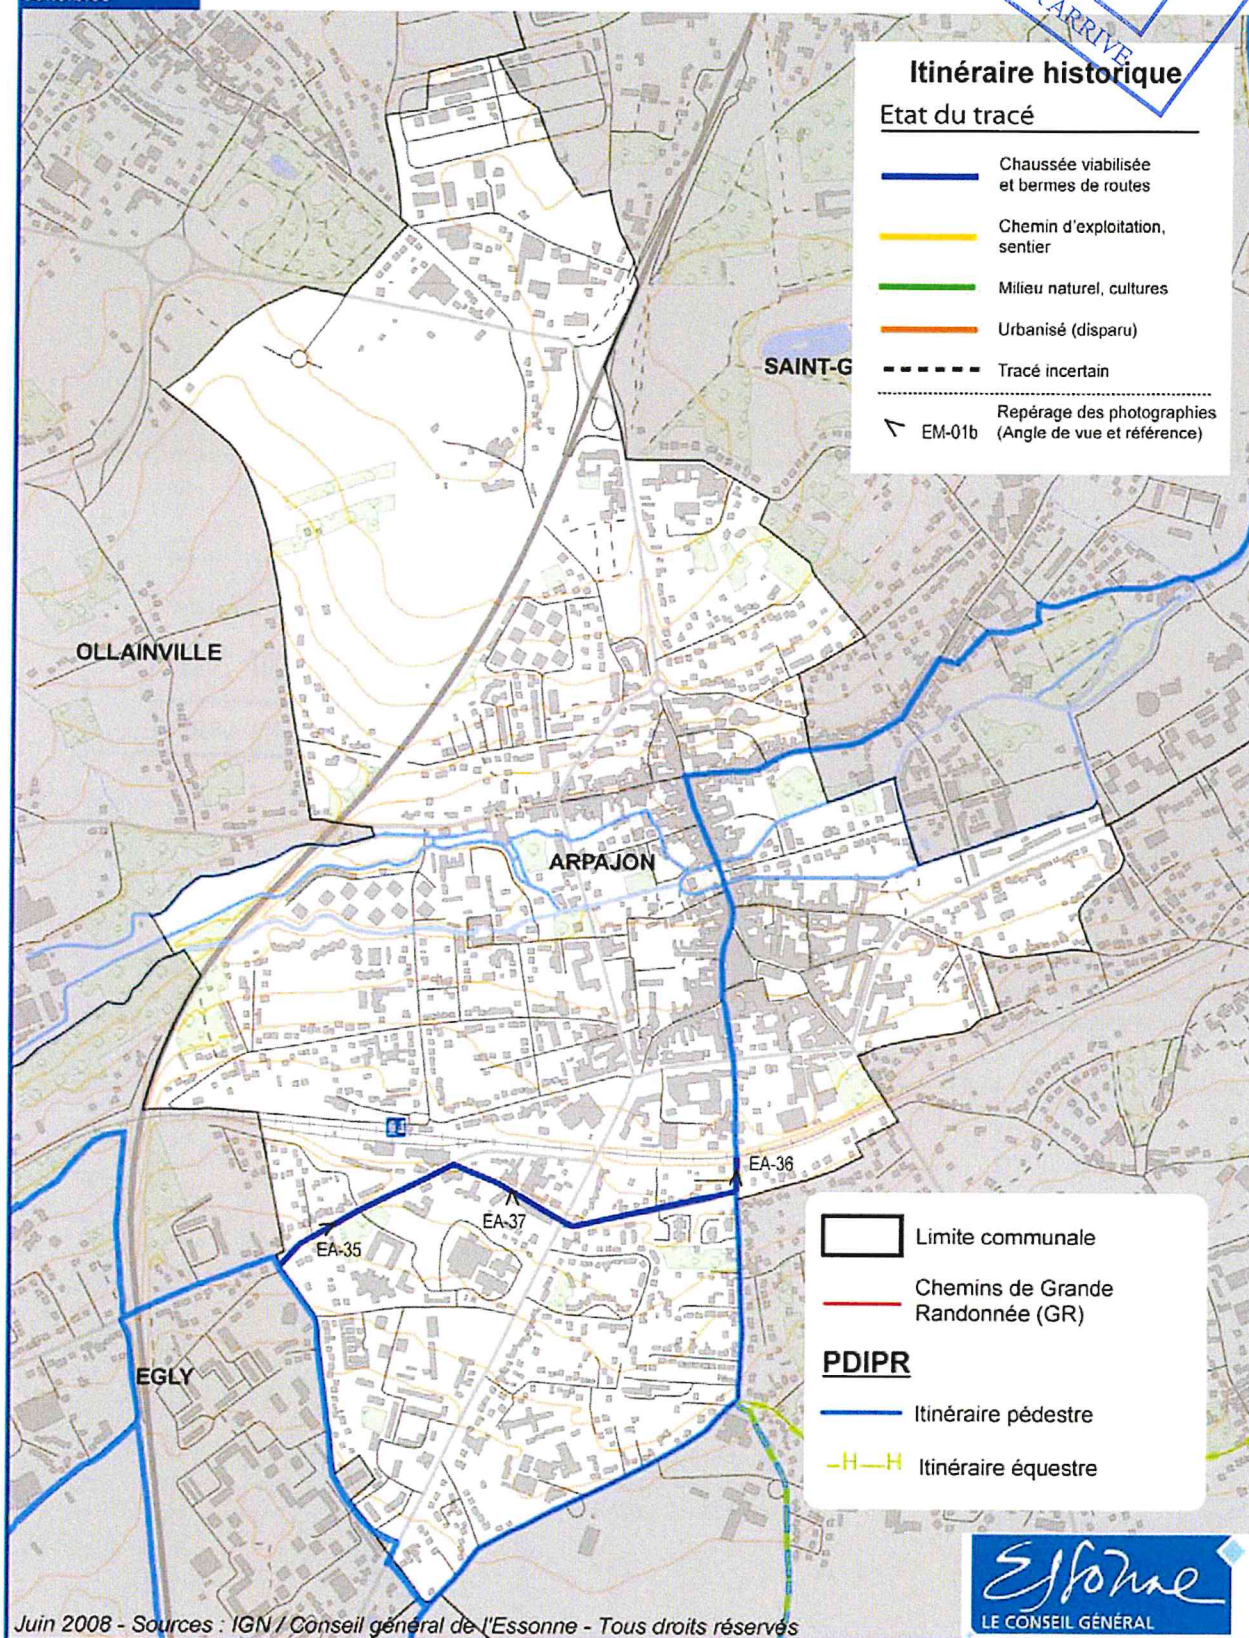 ARRIVE
Itinéraire historique
Etat du tracé
Chaussée viabilisée
et bermes de routes
Chemin d'exploitation,
sentier
Milieu naturel, cultures
Urbanisé (disparu)
Tracé incertain
Repérage des photographies
EM-01b (Angle de vue et référence)
SAINT-G
OLLAINVILLE
ARPAJON
EA-36
EA-37
EA-35
EGLY
Limite communale
Chemins de Grande
Randonnée (GR)
PDIPR
Itinéraire pédestre
H H Itinéraire équestre
Essonne
LE CONSEIL GÉNÉRAL
Juin 2008 - Sources : IGN / Conseil général de l'Essonne - Tous droits réservés